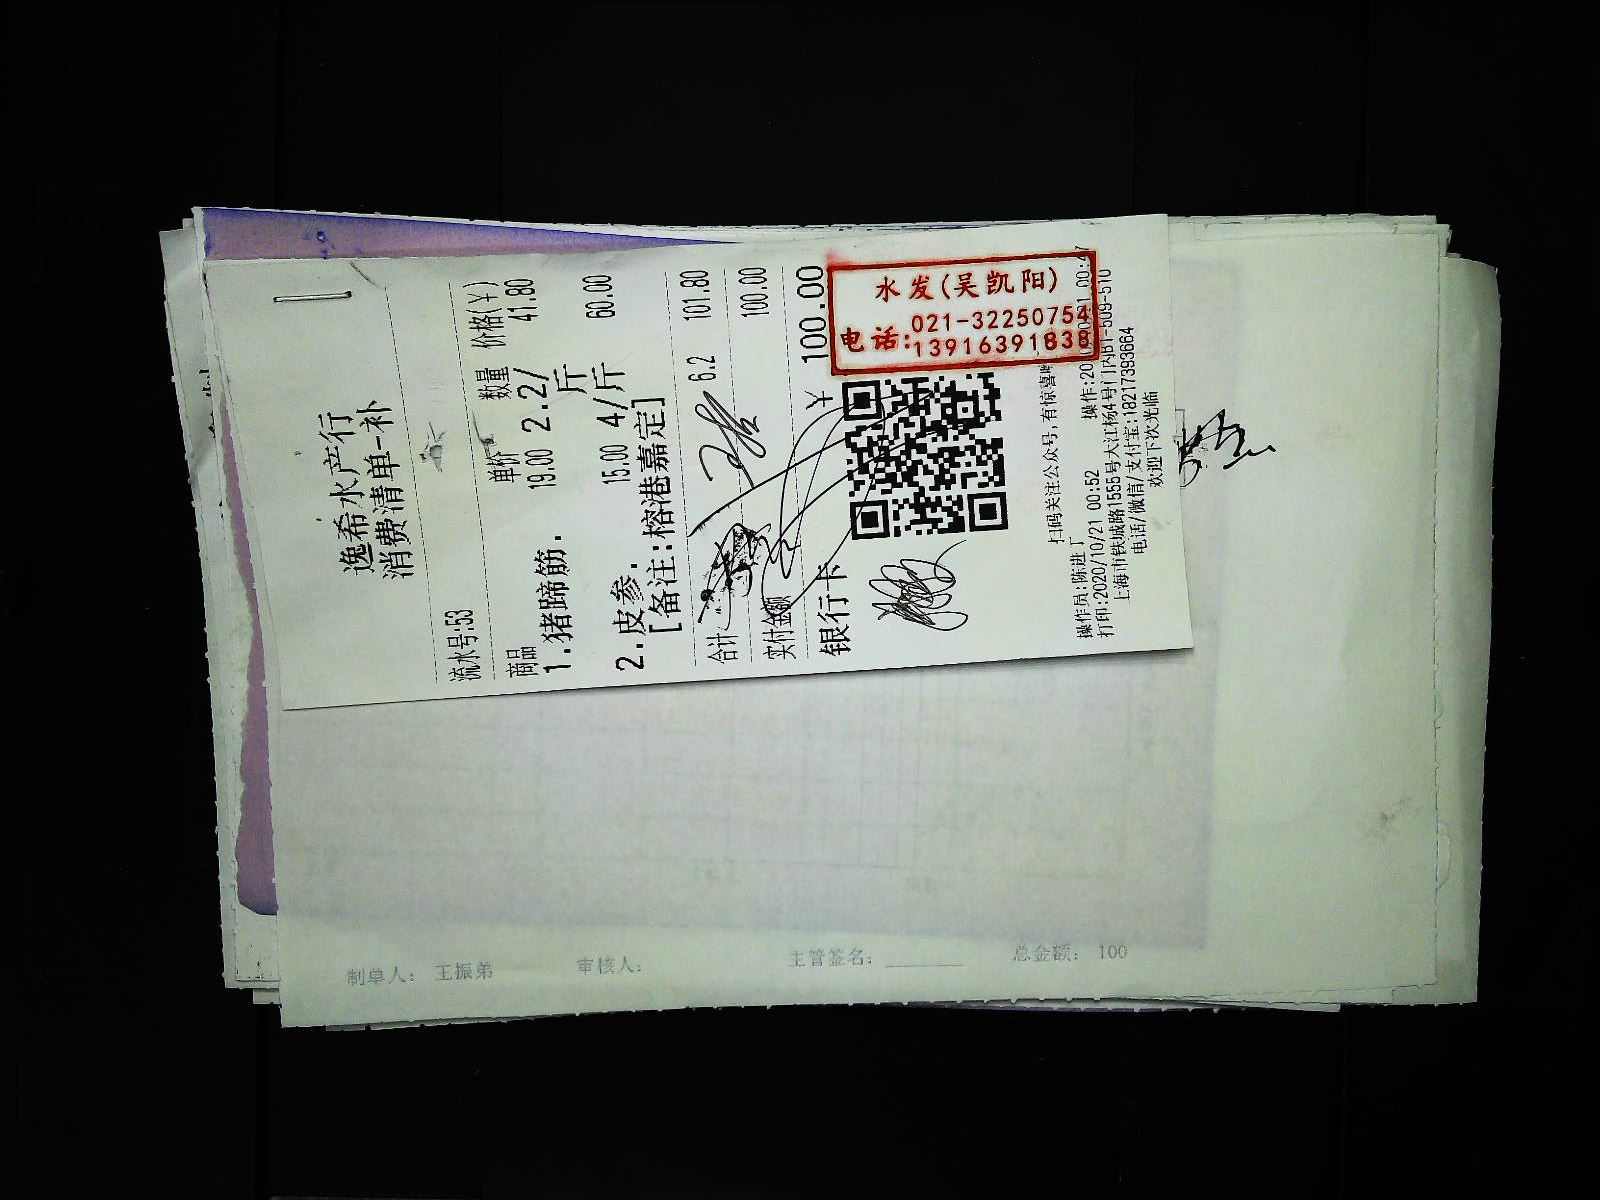 逸希水产行
消费清单-补
流水号:53
商品 单价 数量 价格(¥)
1.猪蹄筋. 19.00 2.2/斤 41.80
2.皮参. 15.00 4/斤 60.00
[备注:榕港嘉定]
合计 6.2 101.80
实付金额 100.00
银行卡 100.00
水发(吴凯阳)
电话:021-32250754
13916391838
扫码关注公众号,有惊喜
操作员:陈进
打印:2020/10/21 00:52
上海市铁城路1555号大江杨4号门内B1-509-510
电话/微信/支付宝:18217393664
欢迎下次光临
制单人: 王振弟 审核人: 主管签名: 总金额: 100